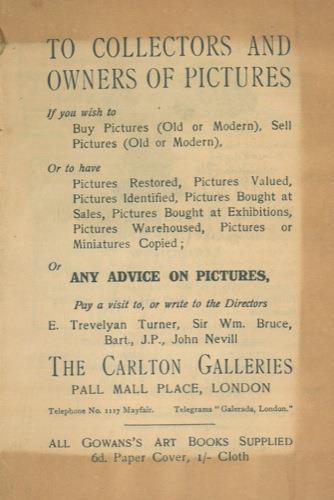 TO COLLECTORS AND
OWNERS OF PICTURES
If you wish to
Buy Pictures (Old or Modern), Sell
Pictures (Old or Modern),
Or to have
Pictures Restored, Pictures Valued,
Pictures Identified, Pictures Bought at
Sales, Pictures Bought at Exhibitions,
Pictures Warehoused, Pictures or
Miniatures Copied;
Or
ANY ADVICE ON PICTURES,
Pay a visit to, or write to the Directors
E. Trevelyan Turner, Sir Wm. Bruce,
Bart., J.P., John Nevill
THE CARLTON GALLERIES
PALL MALL PLACE, LONDON
Telephone No. 1117 Mayfair. Telegrams "Galerada, London."
ALL GOWANS'S ART BOOKS SUPPLIED
6d. Paper Cover, 1/- Cloth